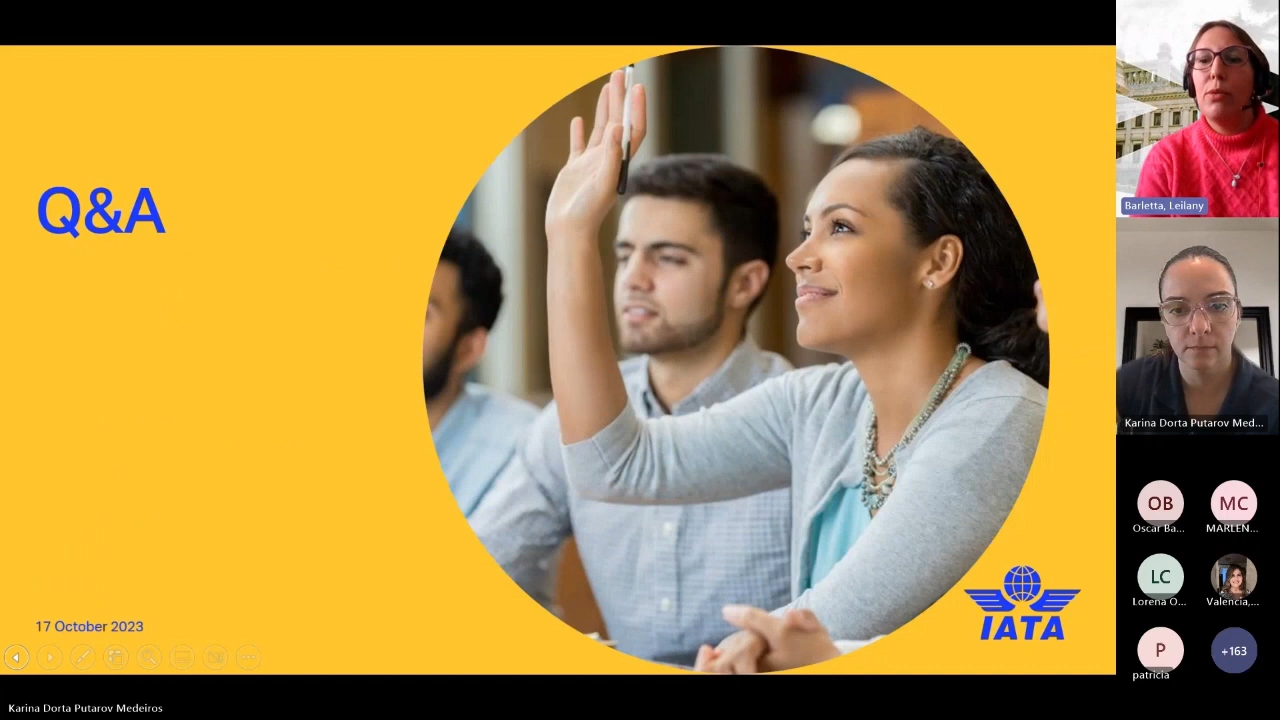 Q&A
17 October 2023
IATA
Barletta, Leilany
Karina Dorta Putarov Med...
OB
Oscar Ba...
MC
MARLEN...
LC
Lorena O...
Valencia,...
P
patricia
+163
Karina Dorta Putarov Medeiros